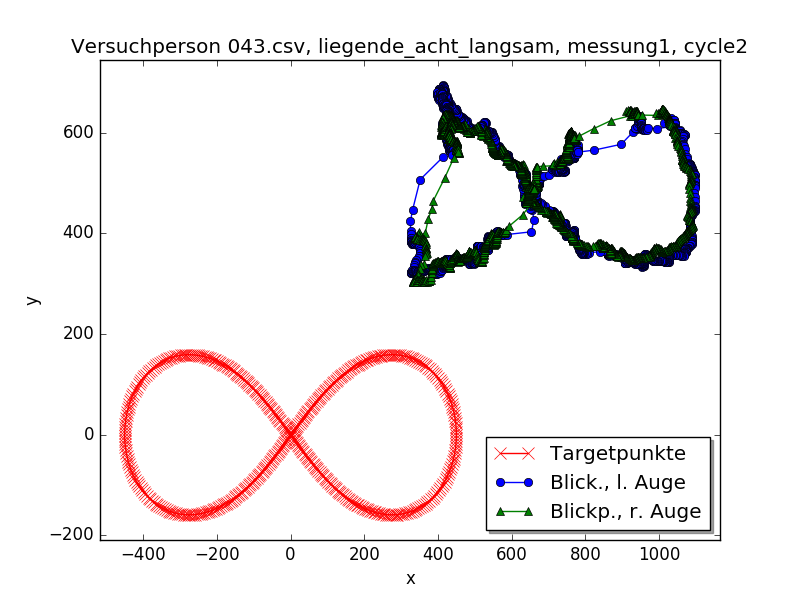 Versuchperson 043.csv, liegende_acht_langsam, messung1, cycle2
y
600
400
200
0
−200
−400
−200
0
200
400
600
800
1000
x
Targetpunkte
Blick., l. Auge
Blickp., r. Auge